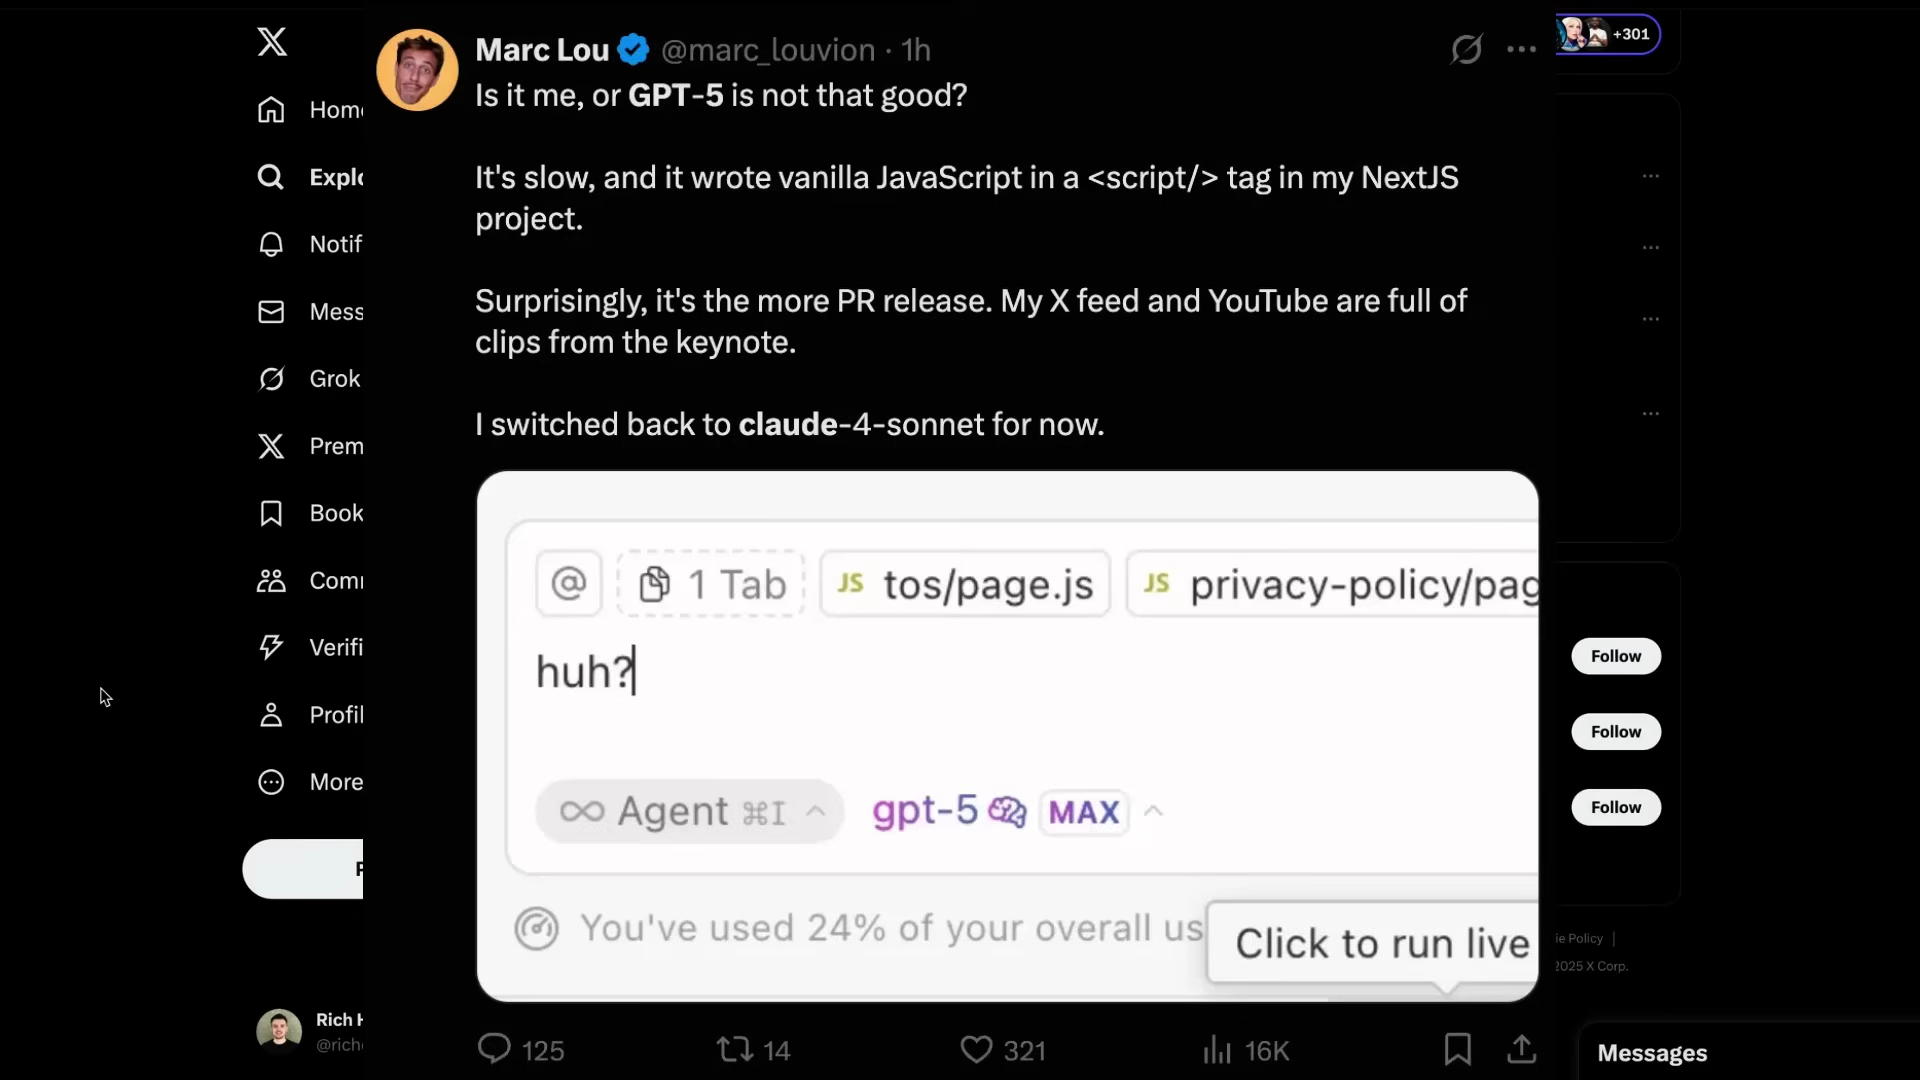 Home
Explo
Notif
Mess
Grok
Prem
Book
Comm
Verifi
Profil
More
Rich H
@riche
Marc Lou @marc_louvion · 1h
Is it me, or GPT-5 is not that good?
It's slow, and it wrote vanilla JavaScript in a <script/> tag in my NextJS
project.
Surprisingly, it's the more PR release. My X feed and YouTube are full of
clips from the keynote.
I switched back to claude-4-sonnet for now.
@ 1 Tab JS tos/page.js JS privacy-policy/pag
huh?
Agent ⌘I gpt-5 MAX
You've used 24% of your overall us
Click to run live
125 14 321 16K
+301
Follow
Follow
Follow
ie Policy |
2025 X Corp.
Messages